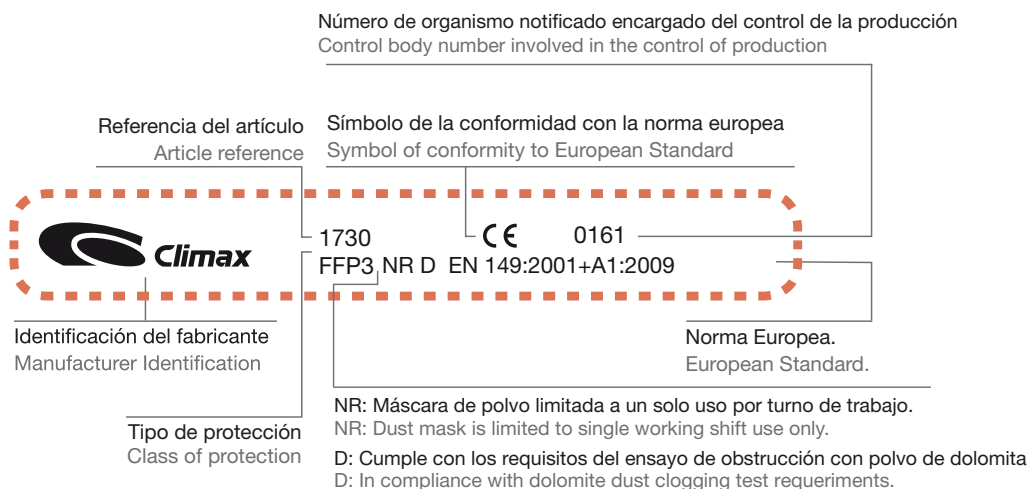 Número de organismo notificado encargado del control de la producción
Control body number involved in the control of production
Referencia del artículo
Article reference
Símbolo de la conformidad con la norma europea
Symbol of conformity to European Standard
Climax
1730
CE
0161
FFP3 NR D EN 149:2001+A1:2009
Identificación del fabricante
Manufacturer Identification
Norma Europea.
European Standard.
Tipo de protección
Class of protection
NR: Máscara de polvo limitada a un solo uso por turno de trabajo.
NR: Dust mask is limited to single working shift use only.
D: Cumple con los requisitos del ensayo de obstrucción con polvo de dolomita
D: In compliance with dolomite dust clogging test requeriments.